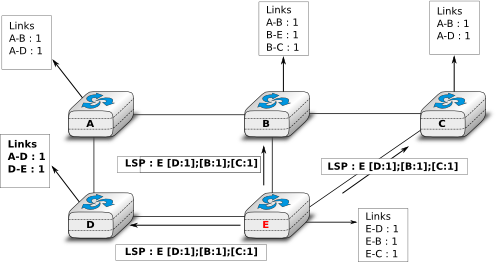 Links
A-B : 1
A-D : 1
Links
A-B : 1
B-E : 1
B-C : 1
Links
A-B : 1
A-D : 1
A
B
C
Links
A-D : 1
D-E : 1
LSP : E [D:1];[B:1];[C:1]
LSP : E [D:1];[B:1];[C:1]
D
E
Links
E-D : 1
E-B : 1
E-C : 1
LSP : E [D:1];[B:1];[C:1]